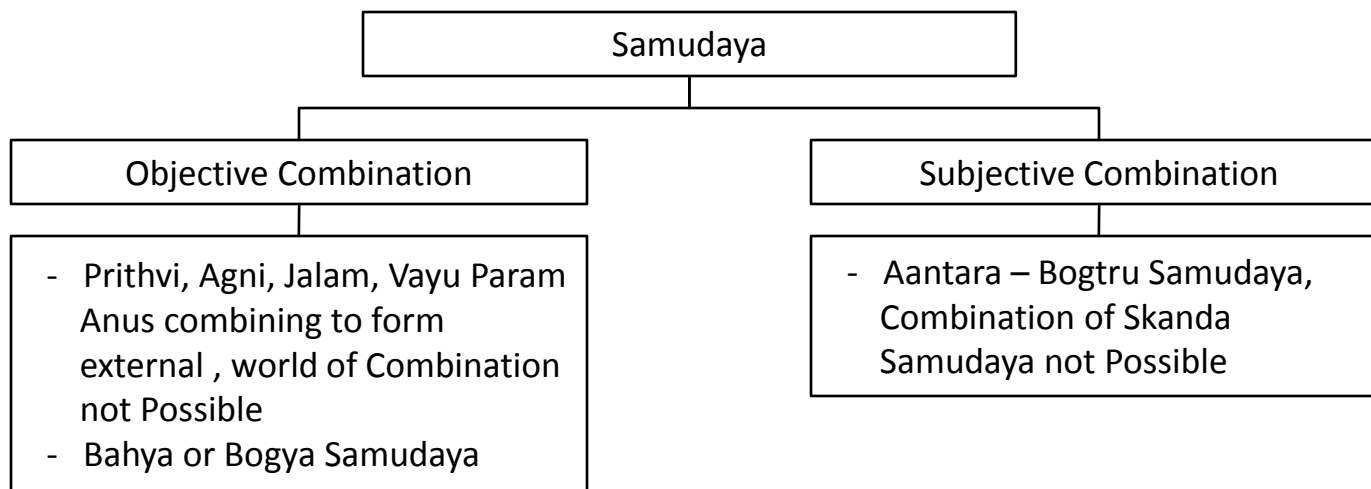 Samudaya
Objective Combination
Subjective Combination
- Prithvi, Agni, Jalam, Vayu Param
Anus combining to form
external , world of Combination
not Possible
- Bahya or Bogya Samudaya
- Aantara – Bogtru Samudaya,
Combination of Skanda
Samudaya not Possible